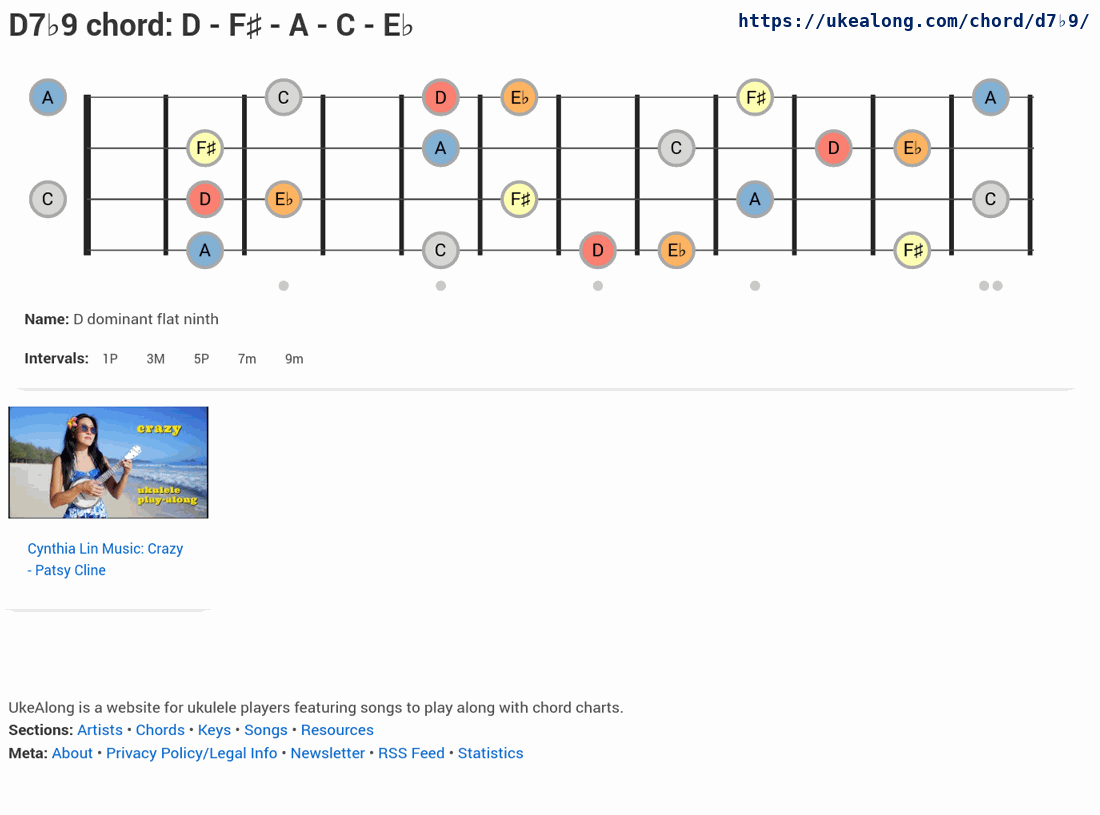 D7♭9 chord: D - F♯ - A - C - E♭
https://ukealong.com/chord/d7♭9/
A C D E♭ F♯ A
F♯ A C D E♭
C D E♭ F♯ A C
A C D E♭ F♯
Name: D dominant flat ninth
Intervals: 1P 3M 5P 7m 9m
crazy
ukulele
play-along
Cynthia Lin Music: Crazy
- Patsy Cline
UkeAlong is a website for ukulele players featuring songs to play along with chord charts.
Sections: Artists • Chords • Keys • Songs • Resources
Meta: About • Privacy Policy/Legal Info • Newsletter • RSS Feed • Statistics